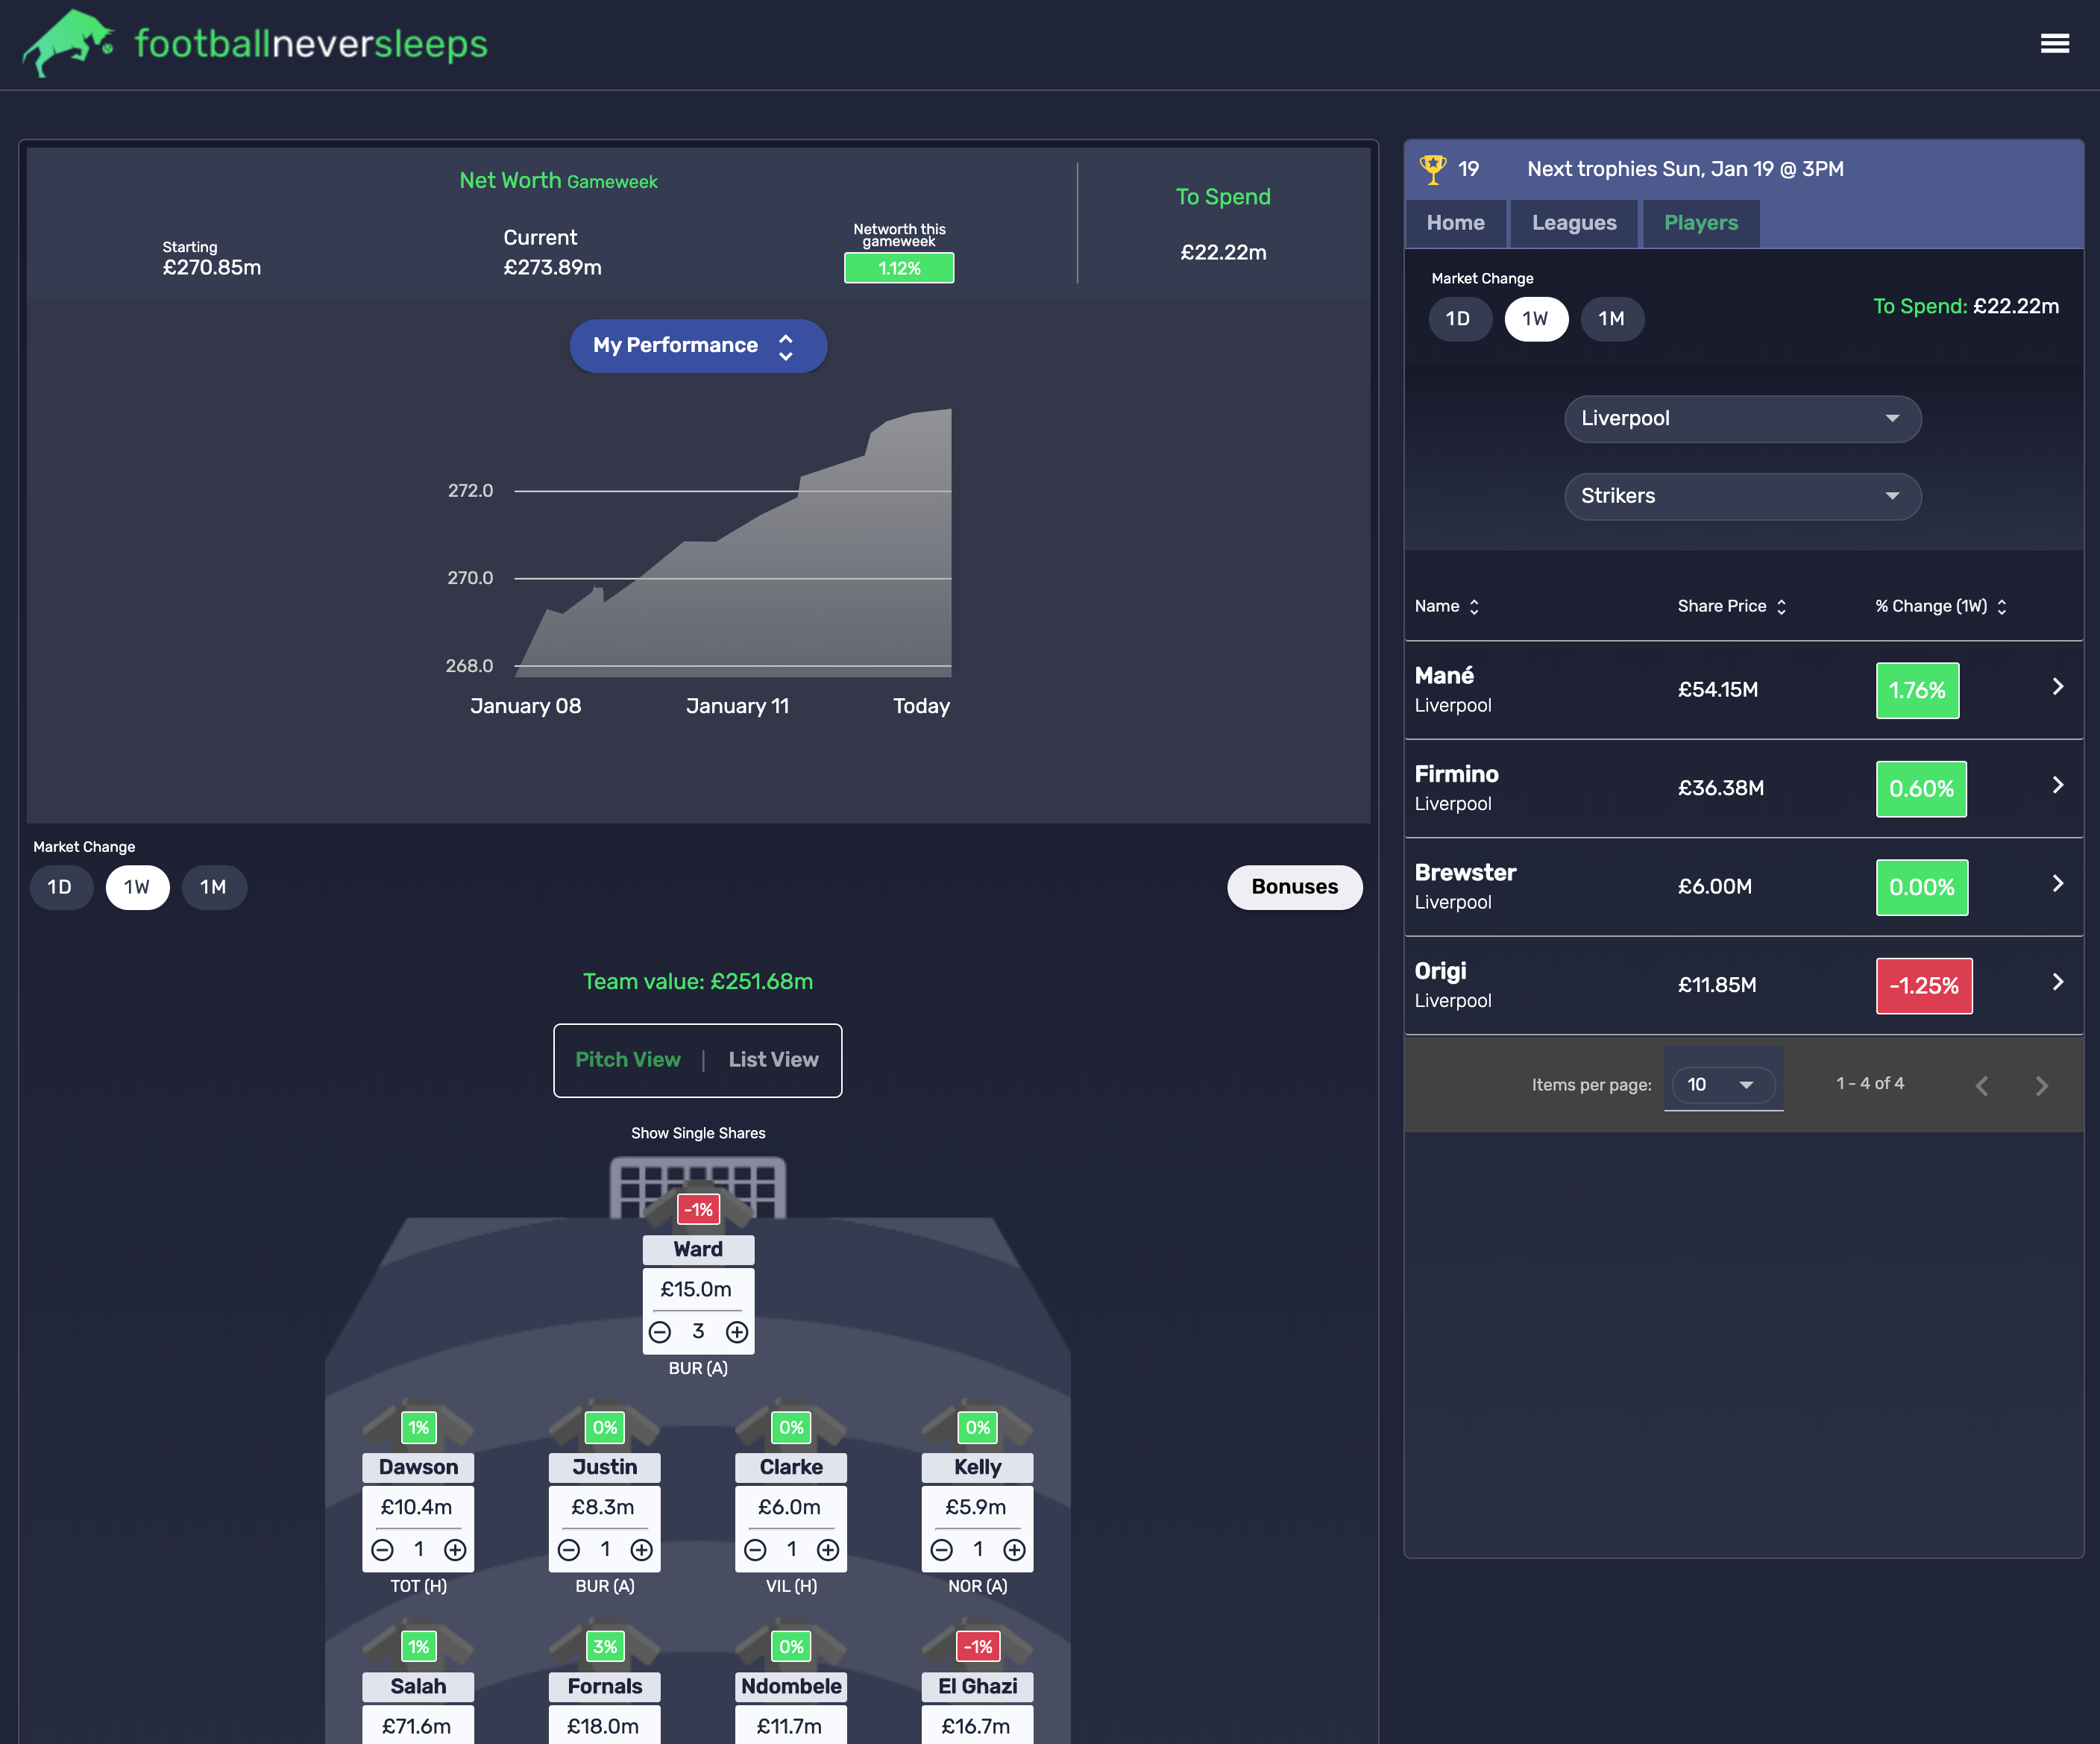 footballneversleeps
Net Worth Gameweek
Starting
£270.85m
Current
£273.89m
Networth this
gameweek
1.12%
To Spend
£22.22m
My Performance
272.0
270.0
268.0
January 08
January 11
Today
Market Change
1D
1W
1M
Bonuses
Team value: £251.68m
Pitch View | List View
Show Single Shares
-1%
Ward
£15.0m
3
BUR (A)
1%
Dawson
£10.4m
1
TOT (H)
0%
Justin
£8.3m
1
BUR (A)
0%
Clarke
£6.0m
1
VIL (H)
0%
Kelly
£5.9m
1
NOR (A)
1%
Salah
£71.6m
3%
Fornals
£18.0m
0%
Ndombele
£11.7m
-1%
El Ghazi
£16.7m
19
Next trophies Sun, Jan 19 @ 3PM
Home
Leagues
Players
Market Change
1D
1W
1M
To Spend: £22.22m
Liverpool
Strikers
Name
Share Price
% Change (1W)
Mané
Liverpool
£54.15M
1.76%
Firmino
Liverpool
£36.38M
0.60%
Brewster
Liverpool
£6.00M
0.00%
Origi
Liverpool
£11.85M
-1.25%
Items per page:
10
1 - 4 of 4